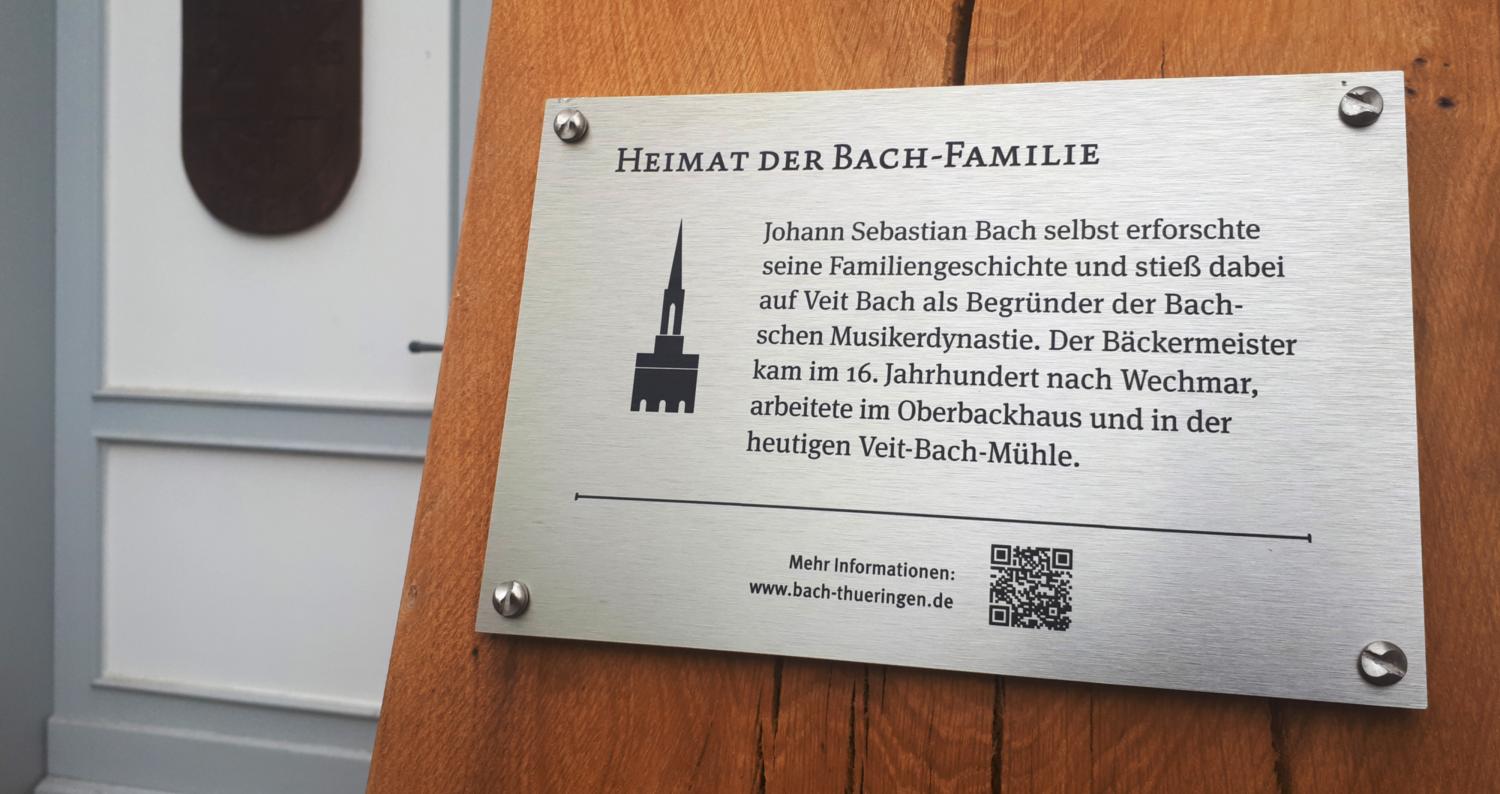 Heimat der Bach-Familie
Johann Sebastian Bach selbst erforschte
seine Familiengeschichte und stieß dabei
auf Veit Bach als Begründer der Bach-
schen Musikerdynastie. Der Bäckermeister
kam im 16. Jahrhundert nach Wechmar,
arbeitete im Oberbackhaus und in der
heutigen Veit-Bach-Mühle.
Mehr Informationen:
www.bach-thueringen.de